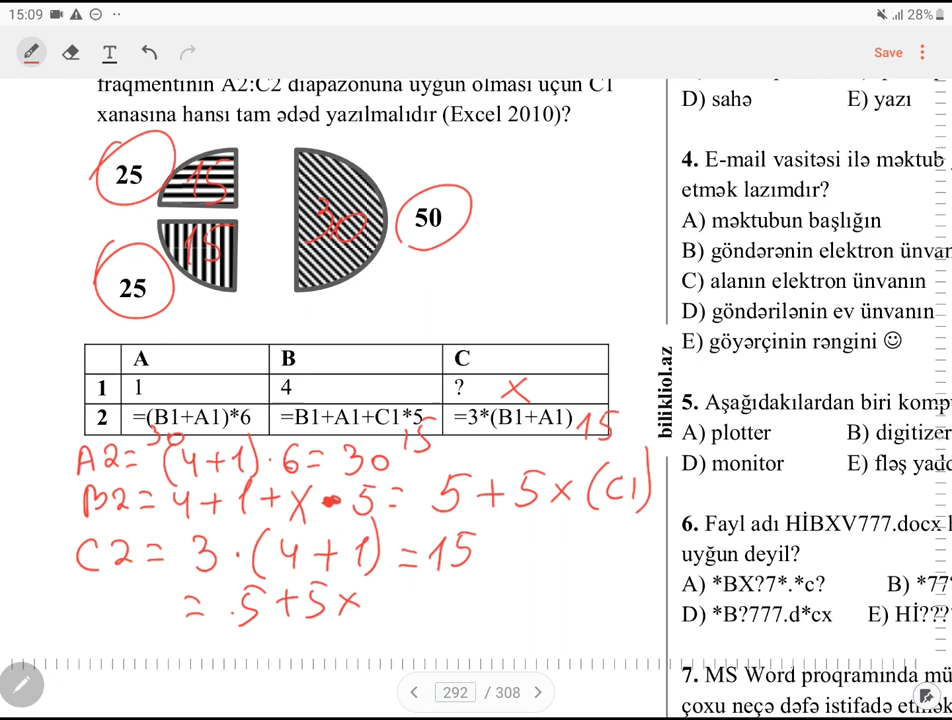 15:09
28%
Save
fraqmentinin A2:C2 diapazonuna uyğun olması üçün C1
xanasına hansı tam ədəd yazılmalıdır (Excel 2010)?
25
15
30
50
15
25
A B C
1 1 4 ? X
2 =(B1+A1)*6 =B1+A1+C1*5 =3*(B1+A1)
30 15 15
A2= (4+1)·6=30
B2=4+1+X·5= 5+5x(C1)
C2=3·(4+1)=15
=5+5x
bilikliol.az
D) sahə E) yazı
4. E-mail vasitəsi ilə məktub
etmək lazımdır?
A) məktubun başlığın
B) göndərənin elektron ünvan
C) alanın elektron ünvanın
D) göndərilənin ev ünvanın
E) göyərçinin rəngini ☺
5. Aşağıdakılardan biri komp
A) plotter B) digitizer
D) monitor E) fləş yadd
6. Fayl adı HİBXV777.docx
uyğun deyil?
A) *BX?7*.*c? B) *77
D) *B?777.d*cx E) Hİ???
7. MS Word proqramında mü
çoxu neçə dəfə istifadə etmək
292 / 308